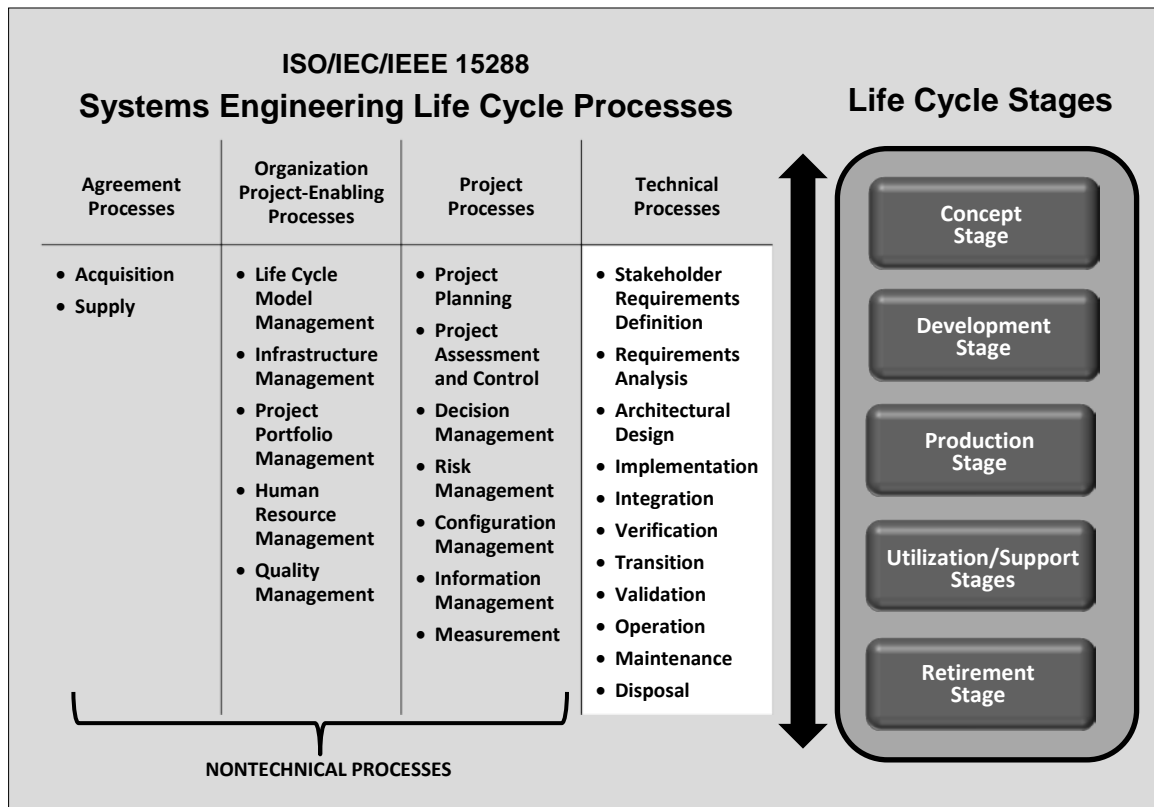 ISO/IEC/IEEE 15288
Systems Engineering Life Cycle Processes
Agreement
Processes
• Acquisition
• Supply
Organization
Project-Enabling
Processes
• Life Cycle
Model
Management
• Infrastructure
Management
• Project
Portfolio
Management
• Human
Resource
Management
• Quality
Management
Project
Processes
• Project
Planning
• Project
Assessment
and Control
• Decision
Management
• Risk
Management
• Configuration
Management
• Information
Management
• Measurement
Technical
Processes
• Stakeholder
Requirements
Definition
• Requirements
Analysis
• Architectural
Design
• Implementation
• Integration
• Verification
• Transition
• Validation
• Operation
• Maintenance
• Disposal
NONTECHNICAL PROCESSES
Life Cycle Stages
Concept
Stage
Development
Stage
Production
Stage
Utilization/Support
Stages
Retirement
Stage